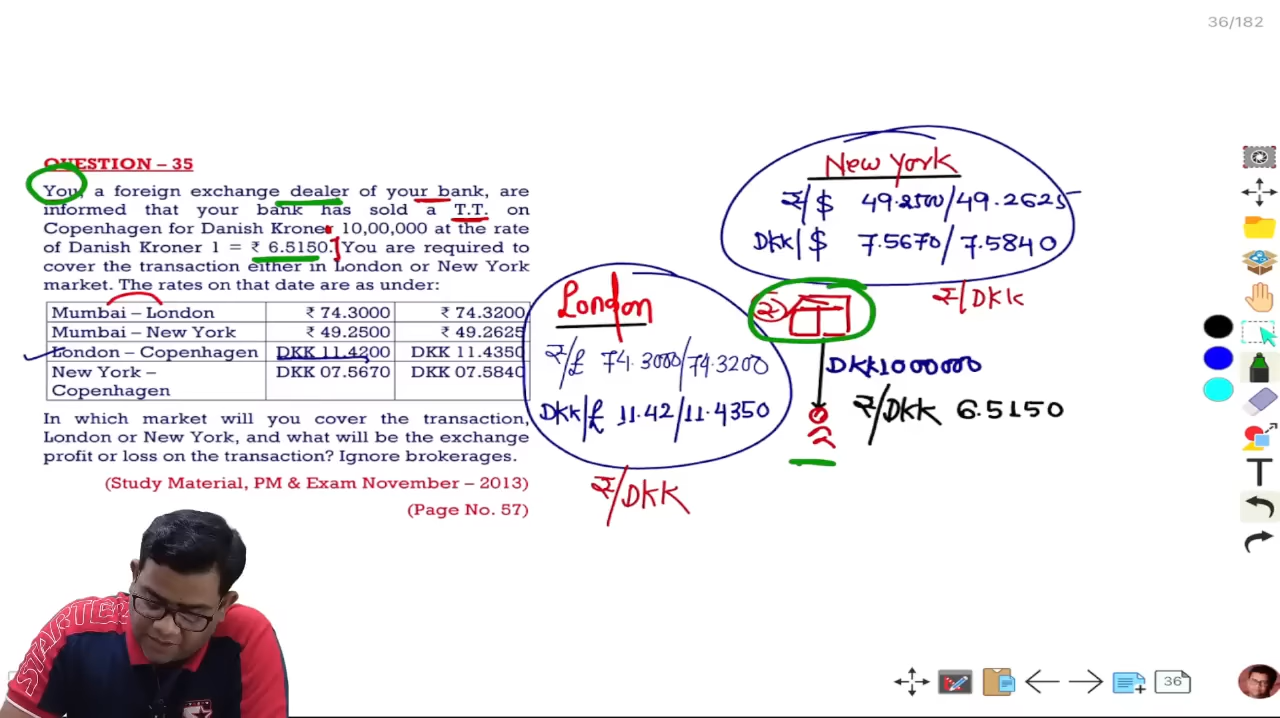 36/182
QUESTION – 35
You, a foreign exchange dealer of your bank, are
informed that your bank has sold a T.T. on
Copenhagen for Danish Kroner 10,00,000 at the rate
of Danish Kroner 1 = ₹ 6.5150. You are required to
cover the transaction either in London or New York
market. The rates on that date are as under:
Mumbai – London ₹ 74.3000 ₹ 74.3200
Mumbai – New York ₹ 49.2500 ₹ 49.2625
London – Copenhagen DKK 11.4200 DKK 11.4350
New York – DKK 07.5670 DKK 07.5840
Copenhagen
In which market will you cover the transaction,
London or New York, and what will be the exchange
profit or loss on the transaction? Ignore brokerages.
(Study Material, PM & Exam November – 2013)
(Page No. 57)
London
₹/£ 74.3000/74.3200
DKK/£ 11.42/11.4350
₹/DKK
New York
₹/$ 49.2500/49.2625
DKK/$ 7.5670/7.5840
₹/DKK
DKK1000000
₹/DKK 6.5150
STARTED
36